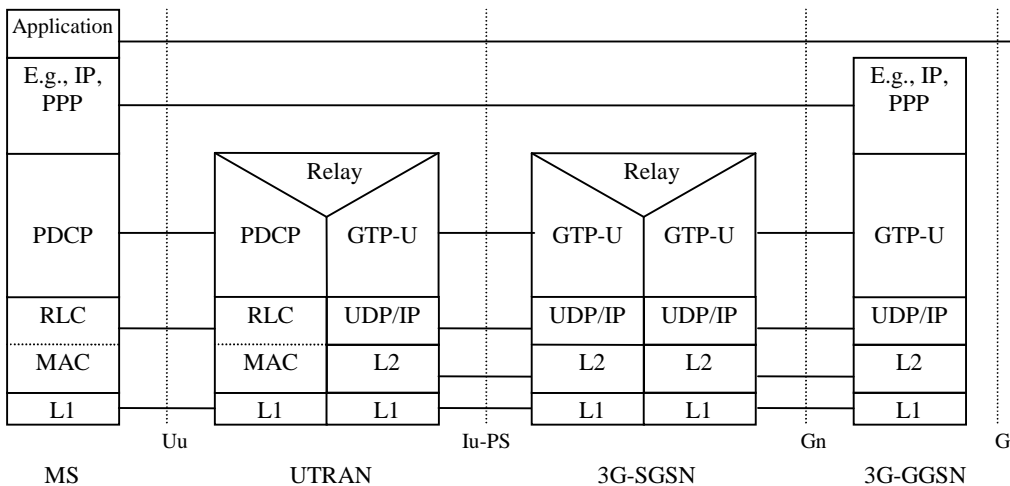 Application
E.g., IP,
PPP
E.g., IP,
PPP
Relay
Relay
PDCP
PDCP
GTP-U
GTP-U
GTP-U
GTP-U
RLC
RLC
UDP/IP
UDP/IP
UDP/IP
UDP/IP
MAC
MAC
L2
L2
L2
L2
L1
L1
L1
L1
L1
L1
Uu
Iu-PS
Gn
G
MS
UTRAN
3G-SGSN
3G-GGSN